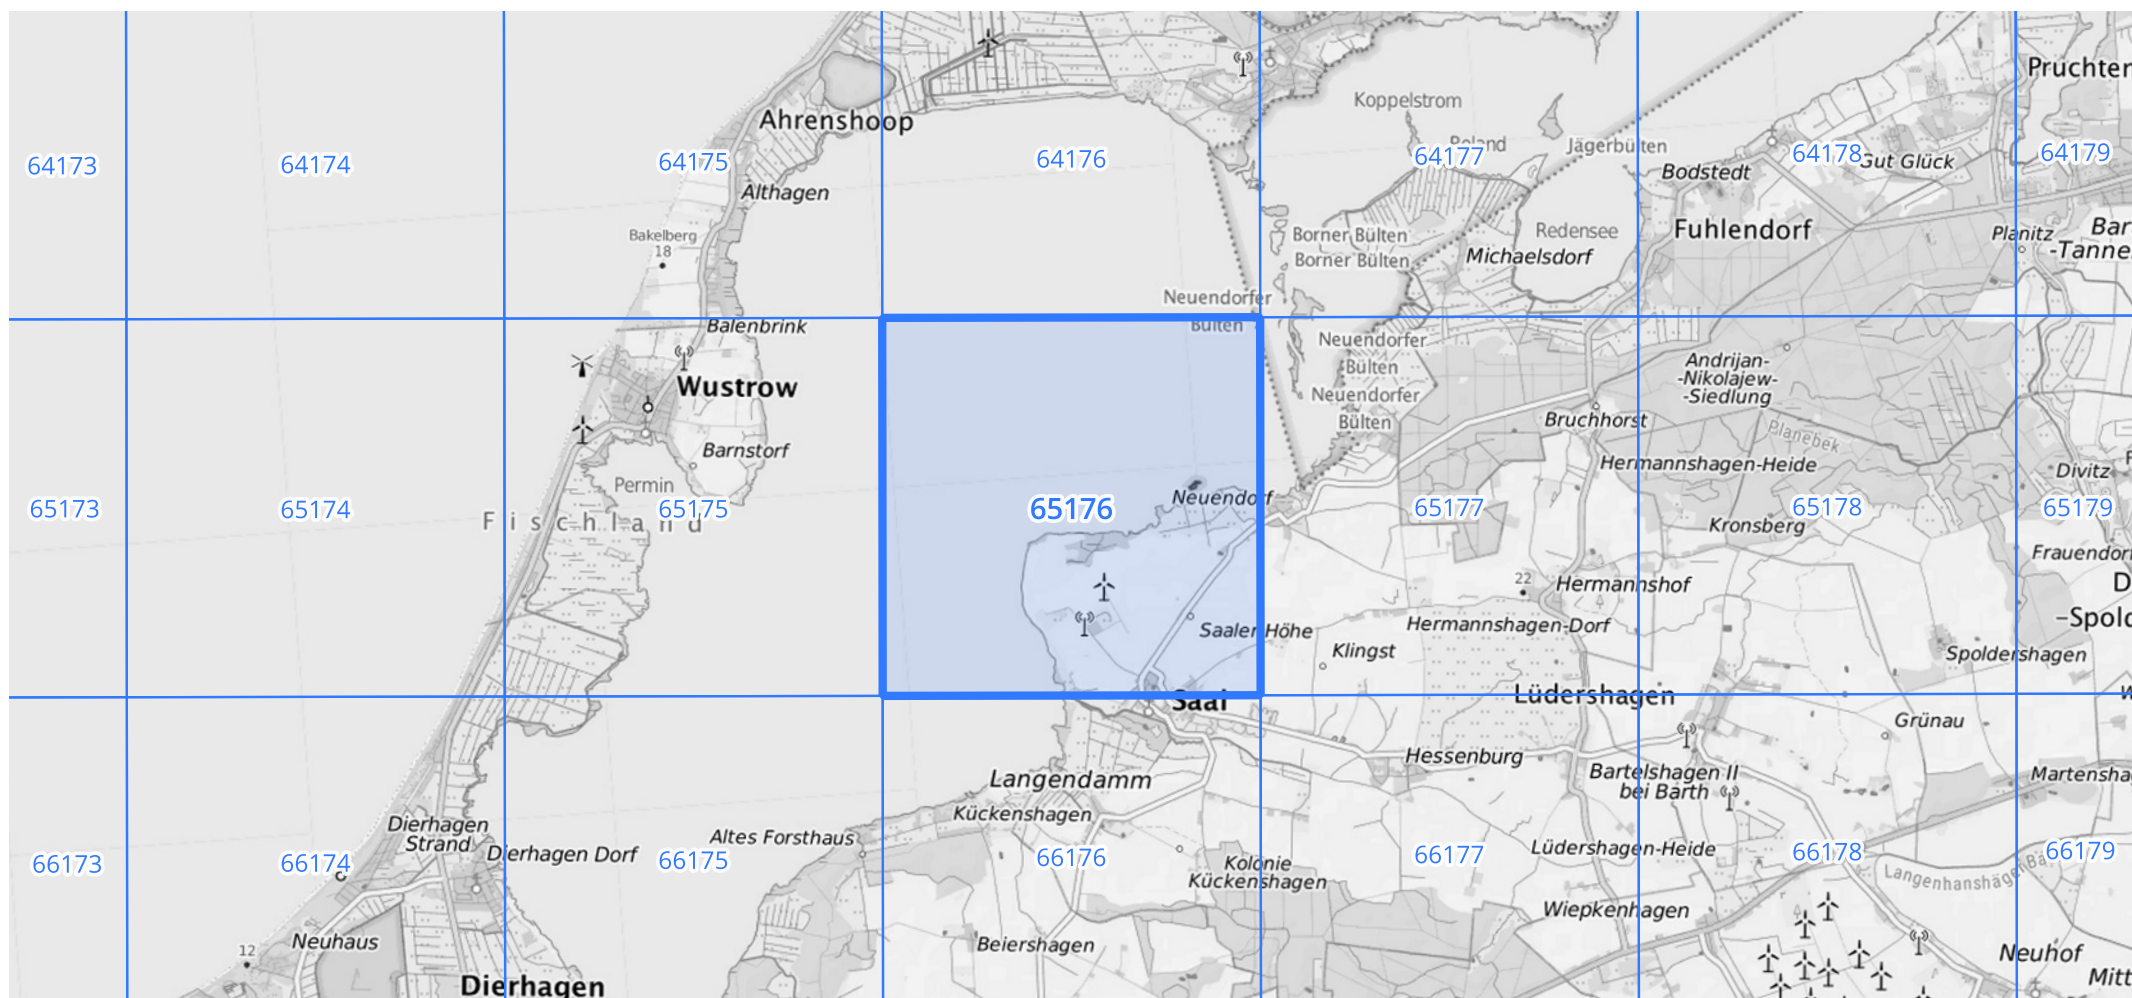 Pruchten
Koppelstrom
Ahrenshoop
Poland
Jägerbülten
64173
64174
64175
64176
64177
64178
64179
Gut Glück
Bodstedt
Althagen
Bakelberg
18
Borner Bülten
Borner Bülten
Redensee
Fuhlendorf
Planitz
Bar
-Tanne
Michaelsdorf
Neuendorfer
Bülten
Balenbrink
Neuendorfer
Bülten
Neuendorfer
Bülten
Andrijan-
-Nikolajew-
-Siedlung
Wustrow
Bruchhorst
Planebek
Barnstorf
Hermannshagen-Heide
Divitz
Permin
Neuendorf
65173
65174
65175
65176
65177
65178
65179
Fischland
Kronsberg
Frauendorf
22
Hermannshof
D
-Spold
Hermannshagen-Dorf
Saaler Höhe
Klingst
Spoldershagen
Saal
Lüdershagen
Grünau
Hessenburg
Bartelshagen II
bei Barth
Martensha
Langendamm
Kückenshagen
Dierhagen
Strand
Altes Forsthaus
Dierhagen Dorf
Lüdershagen-Heide
66173
66174
66175
66176
66177
66178
66179
Kolonie
Kückenshagen
Wiepkenhagen
12
Neuhaus
Beiershagen
Neuhof
Mitt
Dierhagen